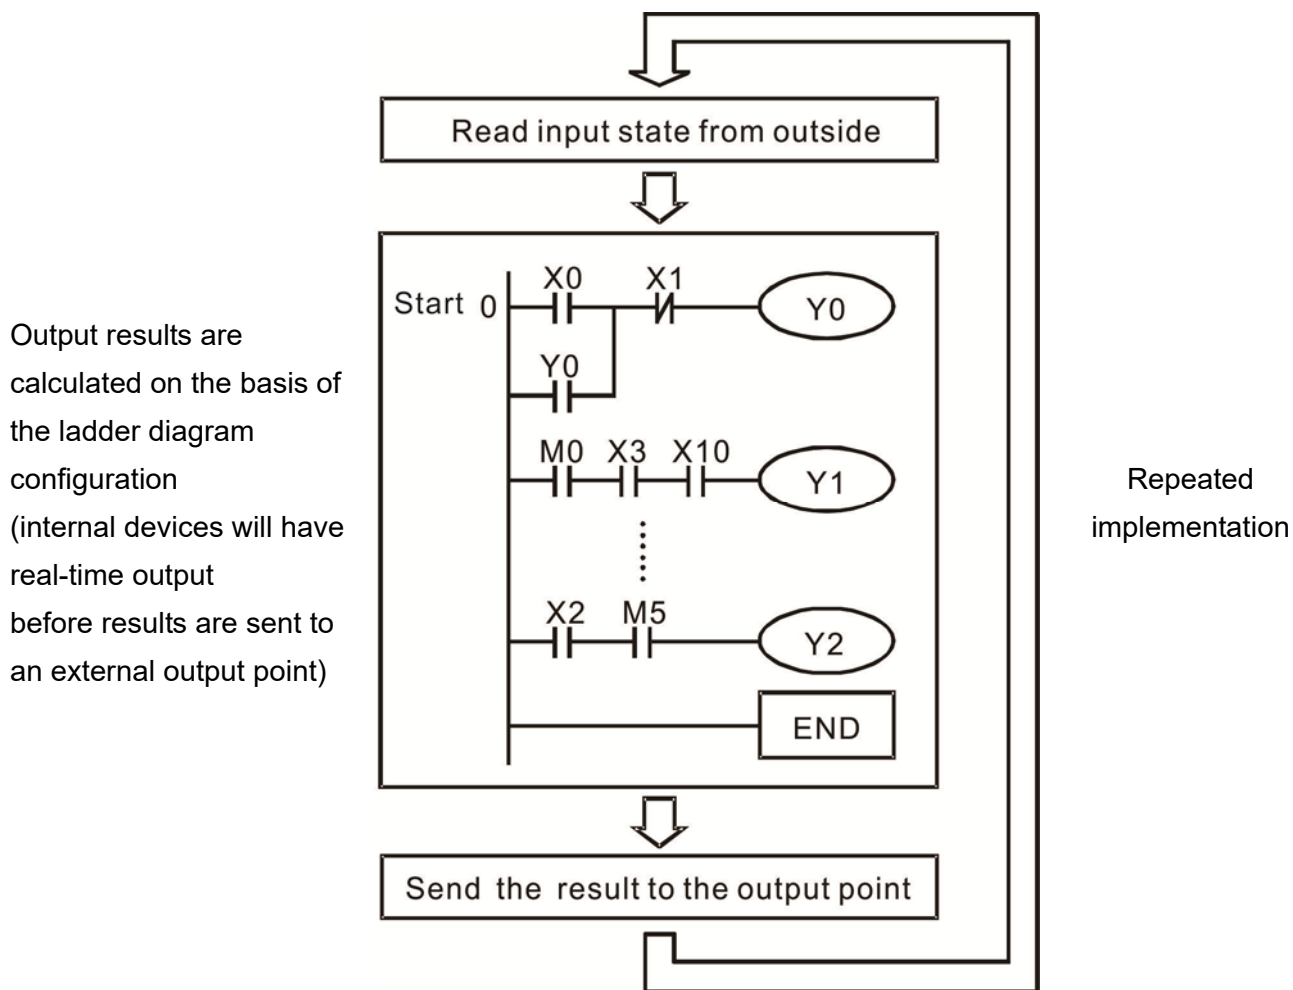 Read input state from outside
Output results are
calculated on the basis of
the ladder diagram
configuration
(internal devices will have
real-time output
before results are sent to
an external output point)
X0 X1
Start 0 Y0
Y0
M0 X3 X10
Y1
X2 M5
Y2
END
Repeated
implementation
Send the result to the output point